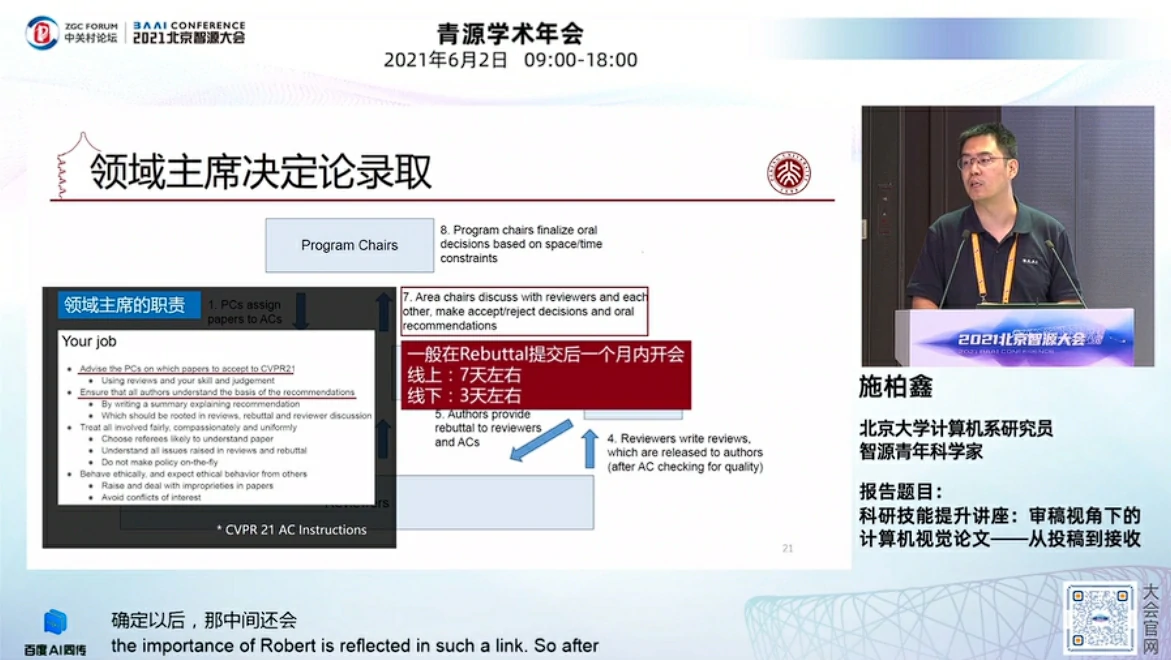 ZGC FORUM
中关村论坛
BAAI CONFERENCE
2021北京智源大会
青源学术年会
2021年6月2日 09:00-18:00
领域主席决定论录取
Program Chairs
8. Program chairs finalize oral
decisions based on space/time
constraints
领域主席的职责
1. PCs assign
papers to ACs
7. Area chairs discuss with reviewers and each
other, make accept/reject decisions and oral
recommendations
Your job
Advise the PCs on which papers to accept to CVPR21
Using reviews and your skill and judgement
Ensure that all authors understand the basis of the recommendations
By writing a summary explaining recommendation
Which should be rooted in reviews, rebuttal and reviewer discussion
Treat all involved fairly, compassionately and uniformly
Choose referees likely to understand paper
Understand all issues raised in reviews and rebuttal
Do not make policy on-the-fly
Behave ethically, and expect ethical behavior from others
Raise and deal with improprieties in papers
Avoid conflicts of interest
* CVPR 21 AC Instructions
一般在Rebuttal提交后一个月内开会
线上：7天左右
线下：3天左右
5. Authors provide
rebuttal to reviewers
and ACs
4. Reviewers write reviews,
which are released to authors
(after AC checking for quality)
21
2021北京智源大会
2021 BAAI CONFERENCE
施柏鑫
北京大学计算机系研究员
智源青年科学家
报告题目：
科研技能提升讲座：审稿视角下的
计算机视觉论文——从投稿到接收
百度AI同传
确定以后，那中间还会
the importance of Robert is reflected in such a link. So after
大会官网